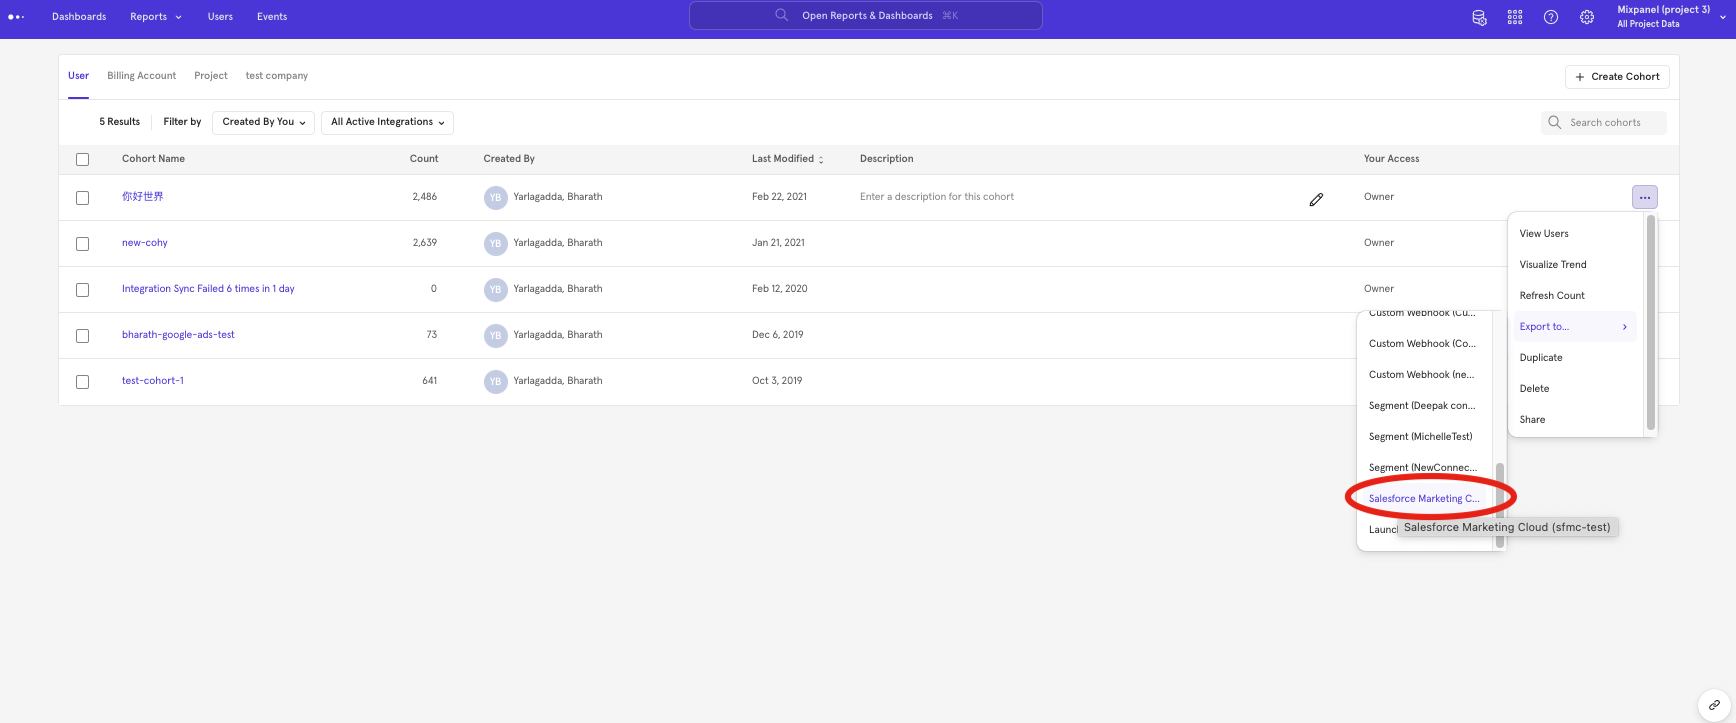 Dashboards Reports Users Events Open Reports & Dashboards ⌘K Mixpanel (project 3)
All Project Data
User Billing Account Project test company + Create Cohort
5 Results Filter by Created By You All Active Integrations Search cohorts
Cohort Name Count Created By Last Modified Description Your Access
你好世界 2,486 YB Yarlagadda, Bharath Feb 22, 2021 Enter a description for this cohort Owner
new-cohy 2,639 YB Yarlagadda, Bharath Jan 21, 2021 Owner
Integration Sync Failed 6 times in 1 day 0 YB Yarlagadda, Bharath Feb 12, 2020 Owner
bharath-google-ads-test 73 YB Yarlagadda, Bharath Dec 6, 2019
test-cohort-1 641 YB Yarlagadda, Bharath Oct 3, 2019
View Users
Visualize Trend
Refresh Count
Export to...
Duplicate
Delete
Share
Custom Webhook (Cu...
Custom Webhook (Co...
Custom Webhook (ne...
Segment (Deepak con...
Segment (MichelleTest)
Segment (NewConnec...
Salesforce Marketing C...
Salesforce Marketing Cloud (sfmc-test)